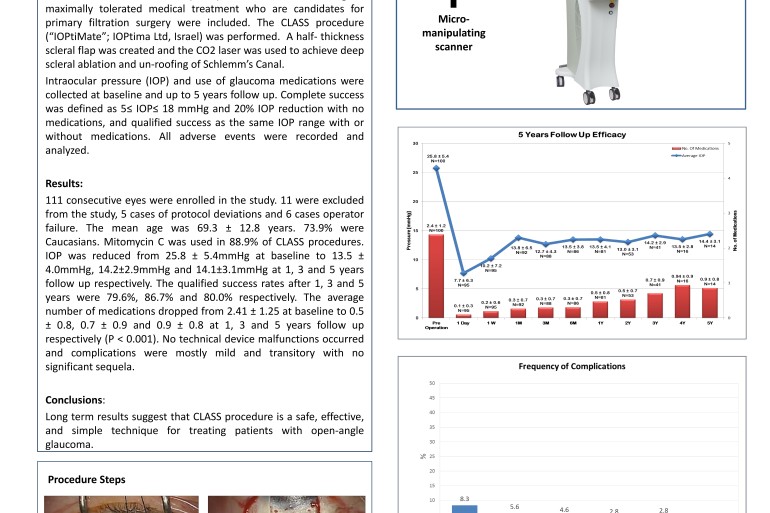 maximally tolerated medical treatment who are candidates for
primary filtration surgery were included. The CLASS procedure
(“IOPtiMate”; IOPtima Ltd, Israel) was performed. A half- thickness
scleral flap was created and the CO2 laser was used to achieve deep
scleral ablation and un-roofing of Schlemm’s Canal.
Intraocular pressure (IOP) and use of glaucoma medications were
collected at baseline and up to 5 years follow up. Complete success
was defined as 5≤ IOP≤ 18 mmHg and 20% IOP reduction with no
medications, and qualified success as the same IOP range with or
without medications. All adverse events were recorded and
analyzed.
Results:
111 consecutive eyes were enrolled in the study. 11 were excluded
from the study, 5 cases of protocol deviations and 6 cases operator
failure. The mean age was 69.3 ± 12.8 years. 73.9% were
Caucasians. Mitomycin C was used in 88.9% of CLASS procedures.
IOP was reduced from 25.8 ± 5.4mmHg at baseline to 13.5 ±
4.0mmHg, 14.2±2.9mmHg and 14.1±3.1mmHg at 1, 3 and 5 years
follow up respectively. The qualified success rates after 1, 3 and 5
years were 79.6%, 86.7% and 80.0% respectively. The average
number of medications dropped from 2.41 ± 1.25 at baseline to 0.5
± 0.8, 0.7 ± 0.9 and 0.9 ± 0.8 at 1, 3 and 5 years follow up
respectively (P < 0.001). No technical device malfunctions occurred
and complications were mostly mild and transitory with no
significant sequela.
Conclusions:
Long term results suggest that CLASS procedure is a safe, effective,
and simple technique for treating patients with open-angle
glaucoma.
Procedure Steps
Micro-
manipulating
scanner
5 Years Follow Up Efficacy
No. Of Medications
Average IOP
Pressure [mmHg]
No. of Medications
30
25
20
15
10
5
0
5
4
3
2
1
0
25.8 ± 5.4
N=100
7.7 ± 6.3
N=95
10.2 ± 7.2
N=95
13.8 ± 6.5
N=92
12.7 ± 4.3
N=88
13.5 ± 4.1
N=81
13.0 ± 3.1
N=53
14.2 ± 2.9
N=41
14.4 ± 3.1
N=14
2.4 ± 1.2
N=100
0.1 ± 0.3
N=95
0.2 ± 0.6
N=95
0.3 ± 0.7
N=92
0.3 ± 0.7
N=88
0.3 ± 0.7
N=86
0.5 ± 0.8
N=81
0.5 ± 0.7
N=53
0.7 ± 0.9
N=41
0.9 ± 0.8
N=14
Pre Operation
1 Day
1 W
1M
3M
6M
1Y
2Y
3Y
4Y
5Y
Frequency of Complications
%
50
45
40
35
30
25
20
15
10
8.3
5.6
4.6
2.8
2.8